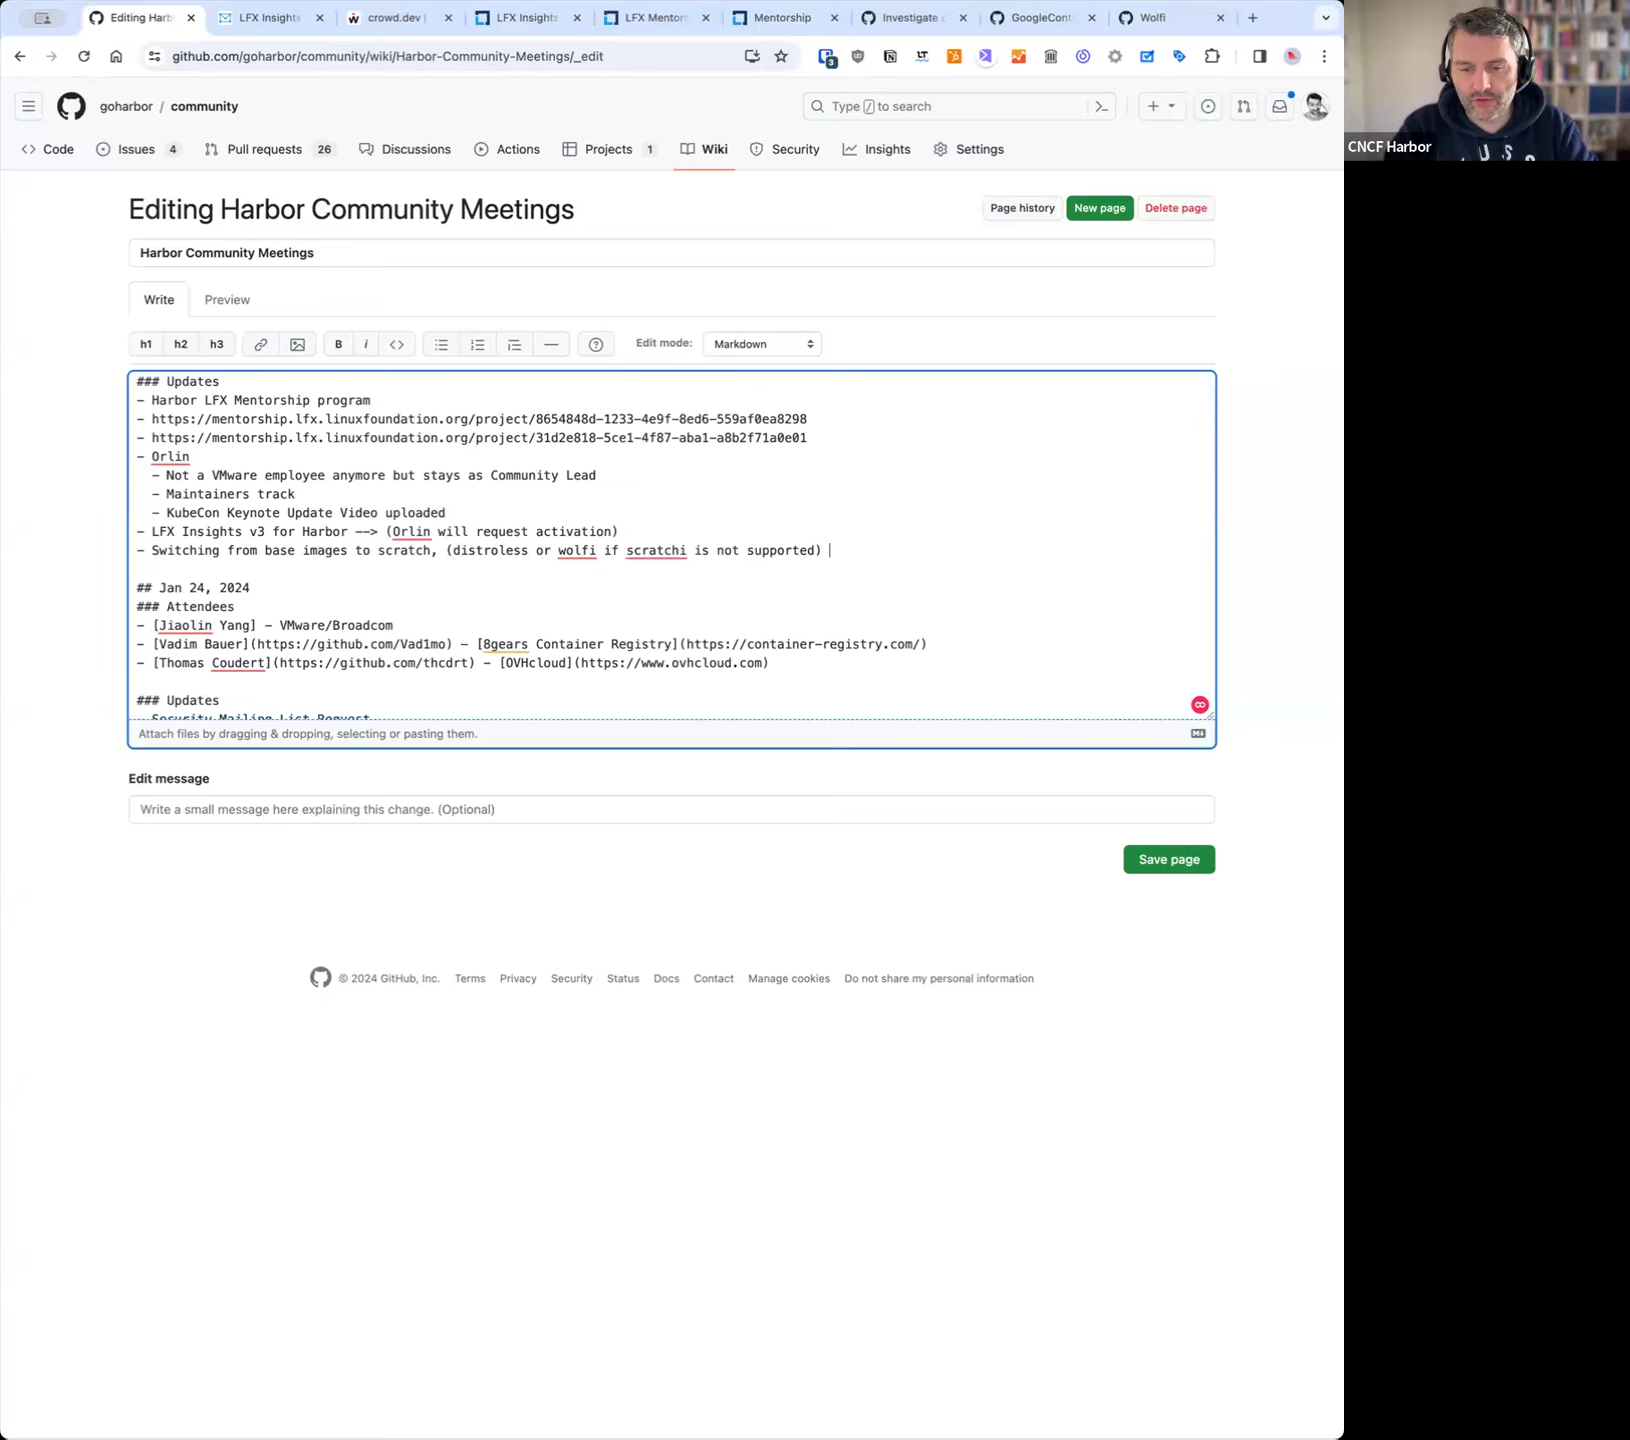 Editing Harb
LFX Insights
crowd.dev |
LFX Insights
LFX Mentors
Mentorship
Investigate
GoogleCont
Wolfi
github.com/goharbor/community/wiki/Harbor-Community-Meetings/_edit
3
goharbor / community
Type / to search
Code
Issues 4
Pull requests 26
Discussions
Actions
Projects 1
Wiki
Security
Insights
Settings
CNCF Harbor
Editing Harbor Community Meetings
Page history
New page
Delete page
Harbor Community Meetings
Write
Preview
h1 h2 h3
B i <>
Edit mode: Markdown
### Updates
- Harbor LFX Mentorship program
- https://mentorship.lfx.linuxfoundation.org/project/8654848d-1233-4e9f-8ed6-559af0ea8298
- https://mentorship.lfx.linuxfoundation.org/project/31d2e818-5ce1-4f87-aba1-a8b2f71a0e01
- Orlin
- Not a VMware employee anymore but stays as Community Lead
- Maintainers track
- KubeCon Keynote Update Video uploaded
- LFX Insights v3 for Harbor --> (Orlin will request activation)
- Switching from base images to scratch, (distroless or wolfi if scratchi is not supported)
## Jan 24, 2024
### Attendees
- [Jiaolin Yang] - VMware/Broadcom
- [Vadim Bauer](https://github.com/Vad1mo) - [8gears Container Registry](https://container-registry.com/)
- [Thomas Coudert](https://github.com/thcdrt) - [OVHcloud](https://www.ovhcloud.com)
### Updates
- Security Mailing List Request
Attach files by dragging & dropping, selecting or pasting them.
Edit message
Write a small message here explaining this change. (Optional)
Save page
© 2024 GitHub, Inc. Terms Privacy Security Status Docs Contact Manage cookies Do not share my personal information